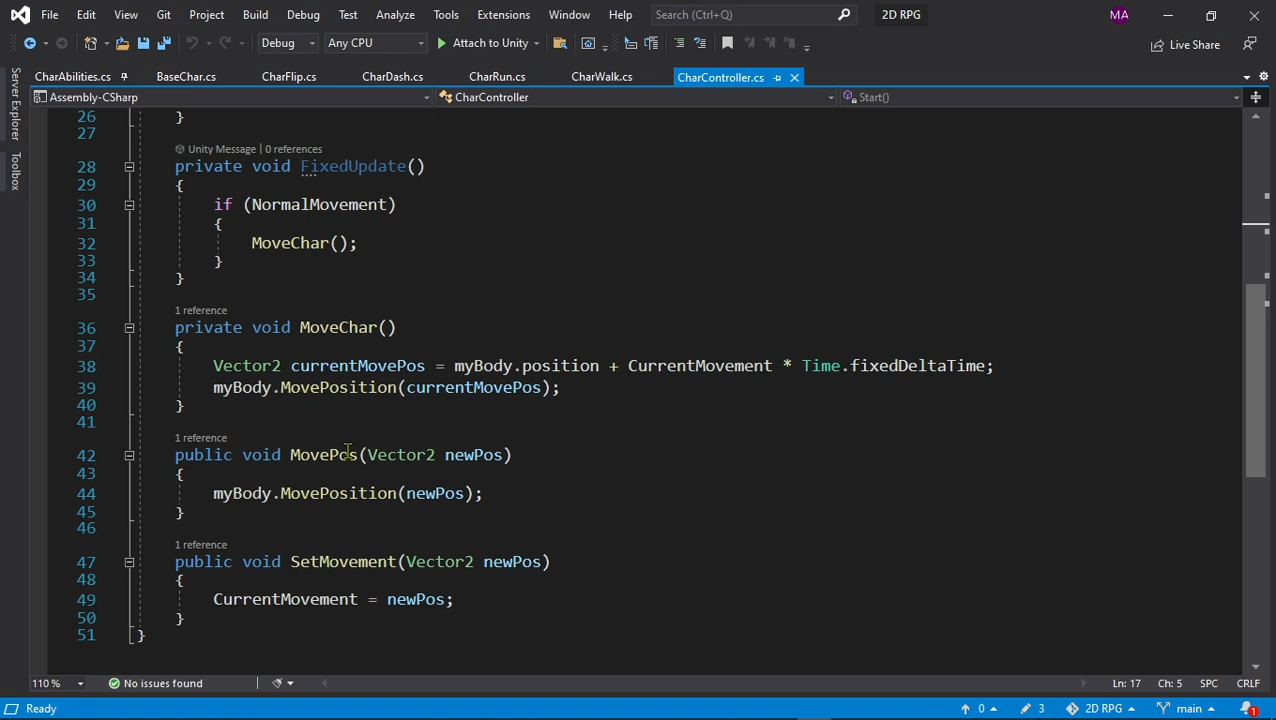 File Edit View Git Project Build Debug Test Analyze Tools Extensions Window Help Search (Ctrl+Q) 2D RPG MA
Debug Any CPU Attach to Unity Live Share
CharAbilities.cs BaseChar.cs CharFlip.cs CharDash.cs CharRun.cs CharWalk.cs CharController.cs
Server Explorer
Toolbox
Assembly-CSharp CharController Start()
26 }
27
Unity Message | 0 references
28 private void FixedUpdate()
29 {
30 if (NormalMovement)
31 {
32 MoveChar();
33 }
34 }
35
1 reference
36 private void MoveChar()
37 {
38 Vector2 currentMovePos = myBody.position + CurrentMovement * Time.fixedDeltaTime;
39 myBody.MovePosition(currentMovePos);
40 }
41
1 reference
42 public void MovePos(Vector2 newPos)
43 {
44 myBody.MovePosition(newPos);
45 }
46
1 reference
47 public void SetMovement(Vector2 newPos)
48 {
49 CurrentMovement = newPos;
50 }
51 }
110 % No issues found Ln: 17 Ch: 5 SPC CRLF
Ready 0 3 2D RPG main 1